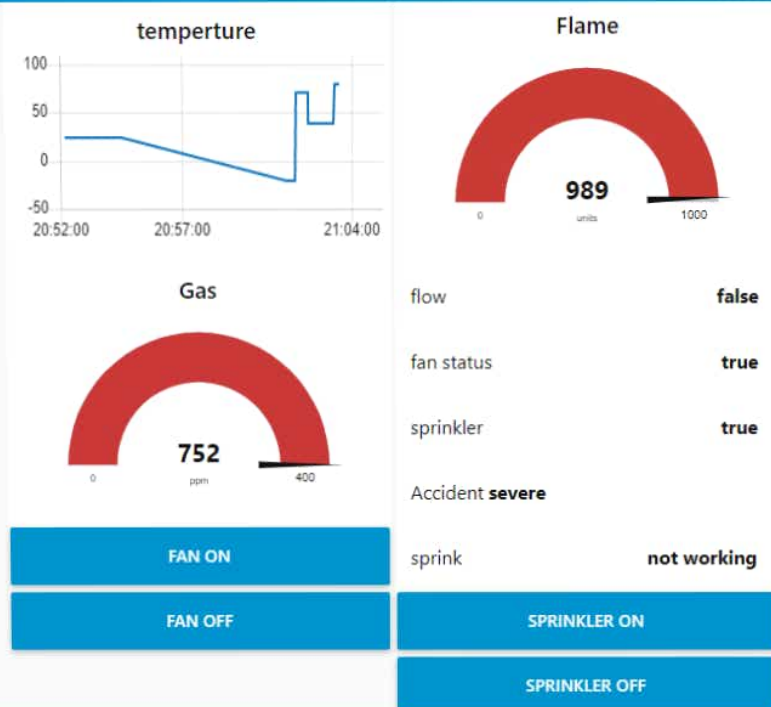 temperture
100
50
0
-50
20:52:00 20:57:00 21:04:00
Gas
752
ppm
0 400
FAN ON
FAN OFF
Flame
989
units
0 1000
flow false
fan status true
sprinkler true
Accident severe
sprink not working
SPRINKLER ON
SPRINKLER OFF